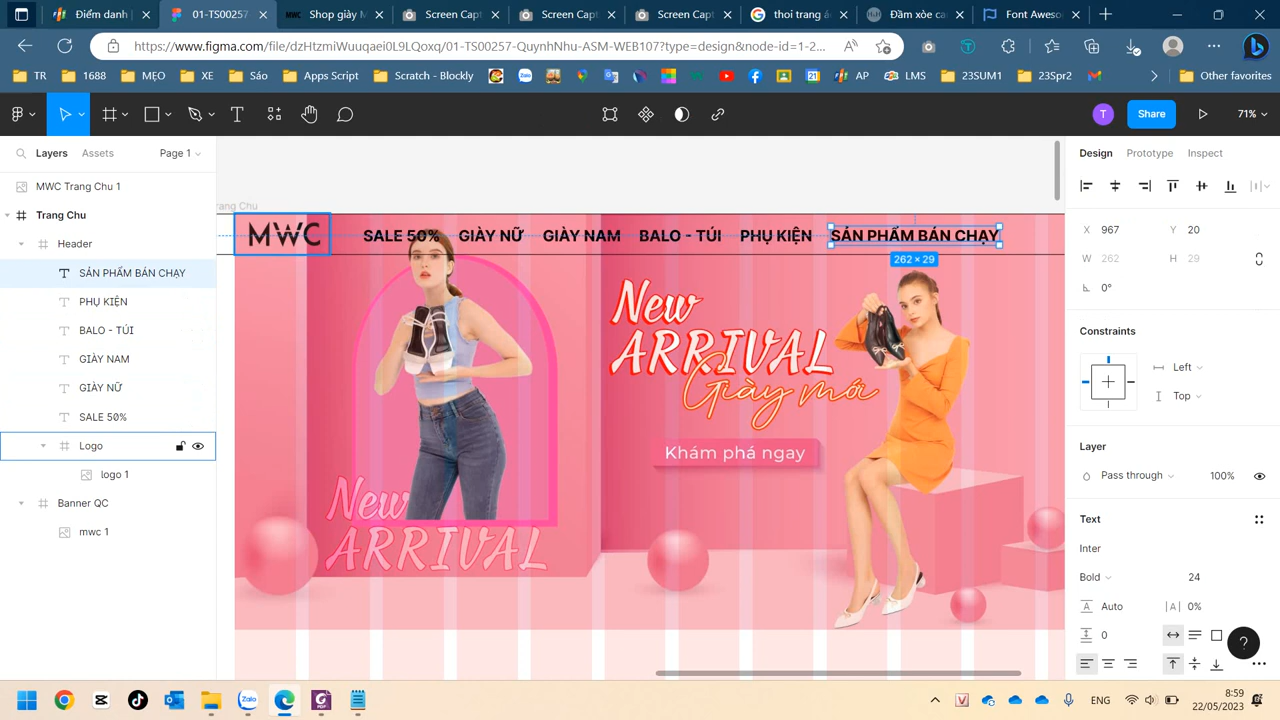 Điểm danh |
01-TS00257
Shop giày M
Screen Capt
Screen Capt
Screen Capt
thoi trang á
Đầm xòe ca
Font Aweso
https://www.figma.com/file/dzHtzmiWuuqaei0L9LQoxq/01-TS00257-QuynhNhu-ASM-WEB107?type=design&node-id=1-2...
TR
1688
MẸO
XE
Sáo
Apps Script
Scratch - Blockly
AP
LMS
23SUM1
23Spr2
Other favorites
Share
71%
Layers
Assets
Page 1
Design
Prototype
Inspect
MWC Trang Chu 1
Trang Chu
Header
SẢN PHẨM BÁN CHẠY
PHỤ KIỆN
BALO - TÚI
GIÀY NAM
GIÀY NỮ
SALE 50%
Logo
logo 1
Banner QC
mwc 1
rang Chu
MWC
SALE 50%
GIÀY NỮ
GIÀY NAM
BALO - TÚI
PHỤ KIỆN
SẢN PHẨM BÁN CHẠY
262 × 29
New
ARRIVAL
Giày mới
Khám phá ngay
New
ARRIVAL
X 967
Y 20
W 262
H 29
0°
Constraints
Left
Top
Layer
Pass through
100%
Text
Inter
Bold
24
Auto
|A| 0%
0
?
ENG
8:59
22/05/2023